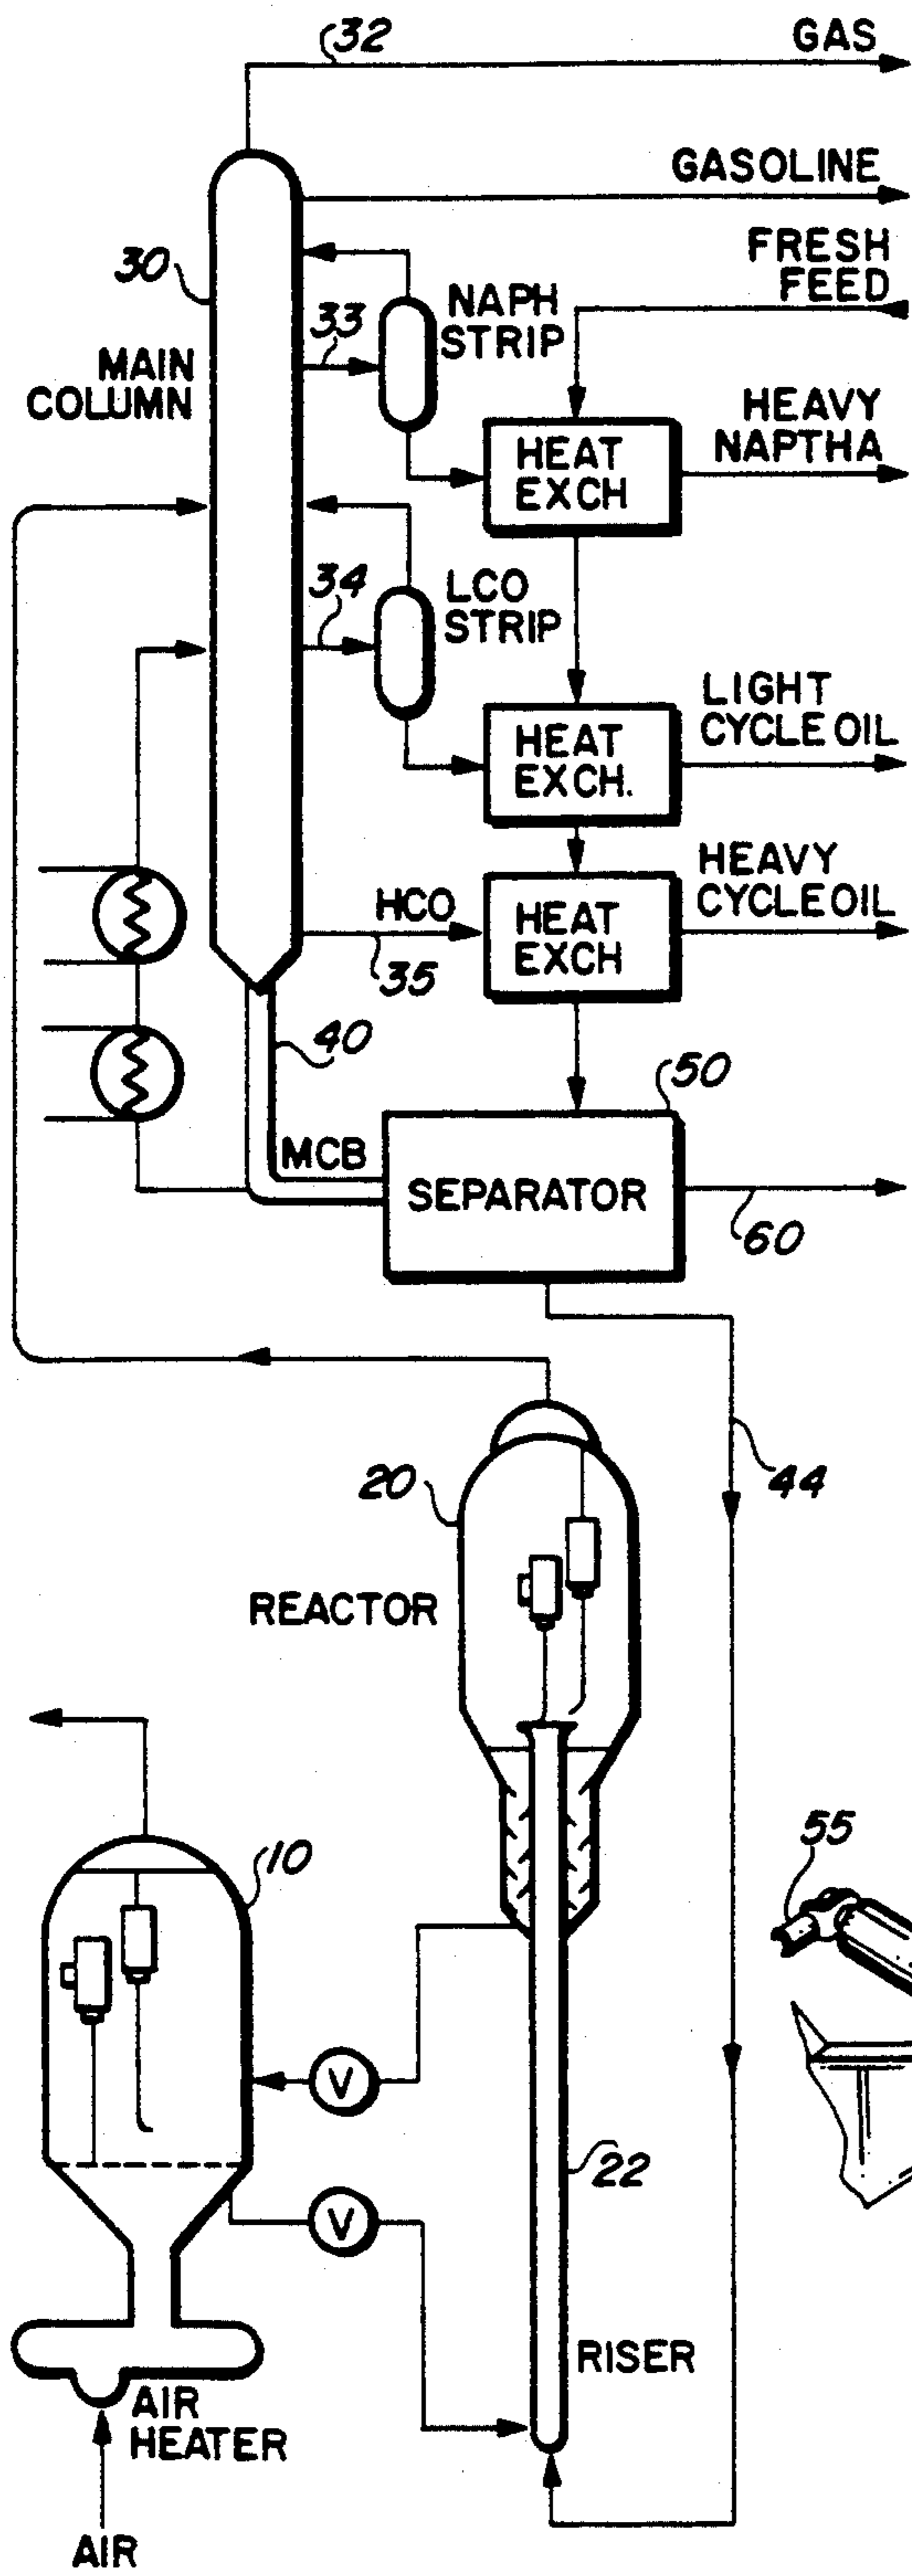 32
GAS
GASOLINE
FRESH
FEED
30
33
NAPH
STRIP
MAIN
COLUMN
HEAVY
NAPTHA
HEAT
EXCH
34
LCO
STRIP
LIGHT
CYCLE OIL
HEAT
EXCH.
HEAVY
CYCLE OIL
HCO
HEAT
EXCH
35
40
50
MCB
SEPARATOR
60
20
44
REACTOR
10
55
V
22
V
RISER
AIR
HEATER
AIR